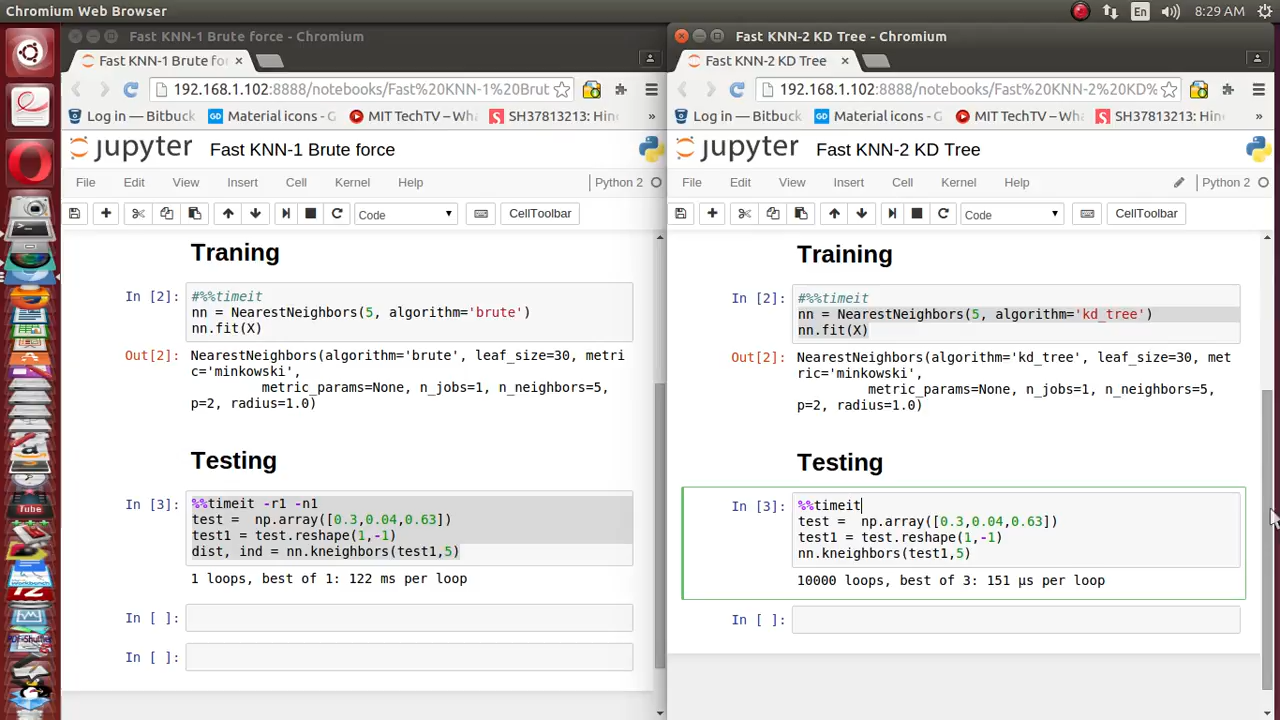 Chromium Web Browser
En
8:29 AM
Fast KNN-1 Brute force - Chromium
Fast KNN-1 Brute for
192.168.1.102:8888/notebooks/Fast%20KNN-1%20Brut
Log in — Bitbuck
GD Material icons - G
MIT TechTV – Wha
S SH37813213: Hinc
»
jupyter Fast KNN-1 Brute force
File Edit View Insert Cell Kernel Help
Python 2
Code
CellToolbar
Traning
In [2]:
#%%timeit
nn = NearestNeighbors(5, algorithm='brute')
nn.fit(X)
Out[2]:
NearestNeighbors(algorithm='brute', leaf_size=30, metri
c='minkowski',
metric_params=None, n_jobs=1, n_neighbors=5,
p=2, radius=1.0)
Testing
In [3]:
%%timeit -r1 -n1
test =  np.array([0.3,0.04,0.63])
test1 = test.reshape(1,-1)
dist, ind = nn.kneighbors(test1,5)
1 loops, best of 1: 122 ms per loop
In [ ]:
In [ ]:
Fast KNN-2 KD Tree - Chromium
Fast KNN-2 KD Tree
192.168.1.102:8888/notebooks/Fast%20KNN-2%20KD%
Log in — Bitbuck
GD Material icons - G
MIT TechTV – Wha
S SH37813213: Hinc
»
jupyter Fast KNN-2 KD Tree
File Edit View Insert Cell Kernel Help
Python 2
Code
CellToolbar
Training
In [2]:
#%%timeit
nn = NearestNeighbors(5, algorithm='kd_tree')
nn.fit(X)
Out[2]:
NearestNeighbors(algorithm='kd_tree', leaf_size=30, met
ric='minkowski',
metric_params=None, n_jobs=1, n_neighbors=5,
p=2, radius=1.0)
Testing
In [3]:
%%timeit
test =  np.array([0.3,0.04,0.63])
test1 = test.reshape(1,-1)
nn.kneighbors(test1,5)
10000 loops, best of 3: 151 µs per loop
In [ ]:
Tube